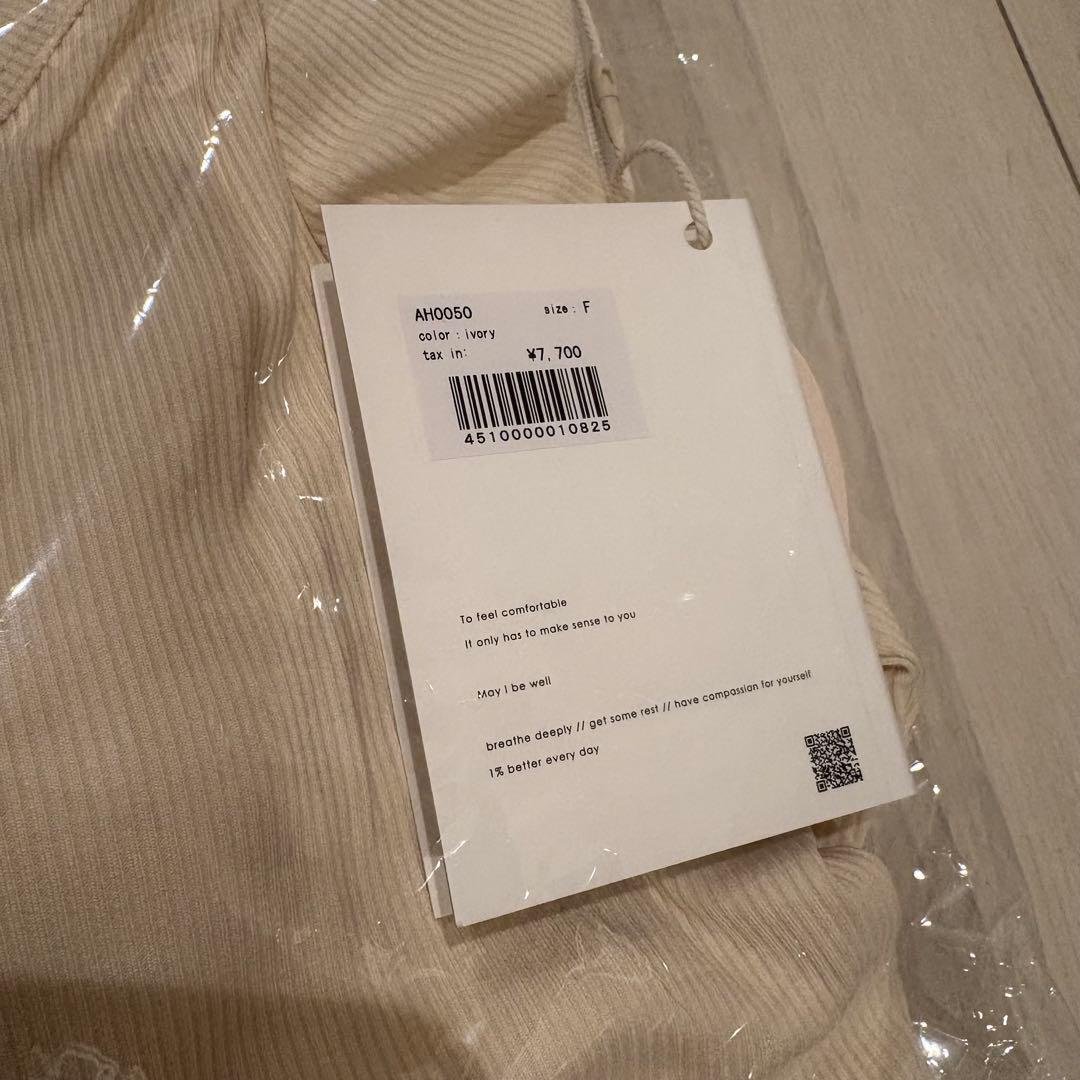 AH0050 size : F
color : ivory
tax in: ¥7,700
4510000010825
To feel comfortable
It only has to make sense to you
May I be well
breathe deeply // get some rest // have compassion for yourself
1% better every day